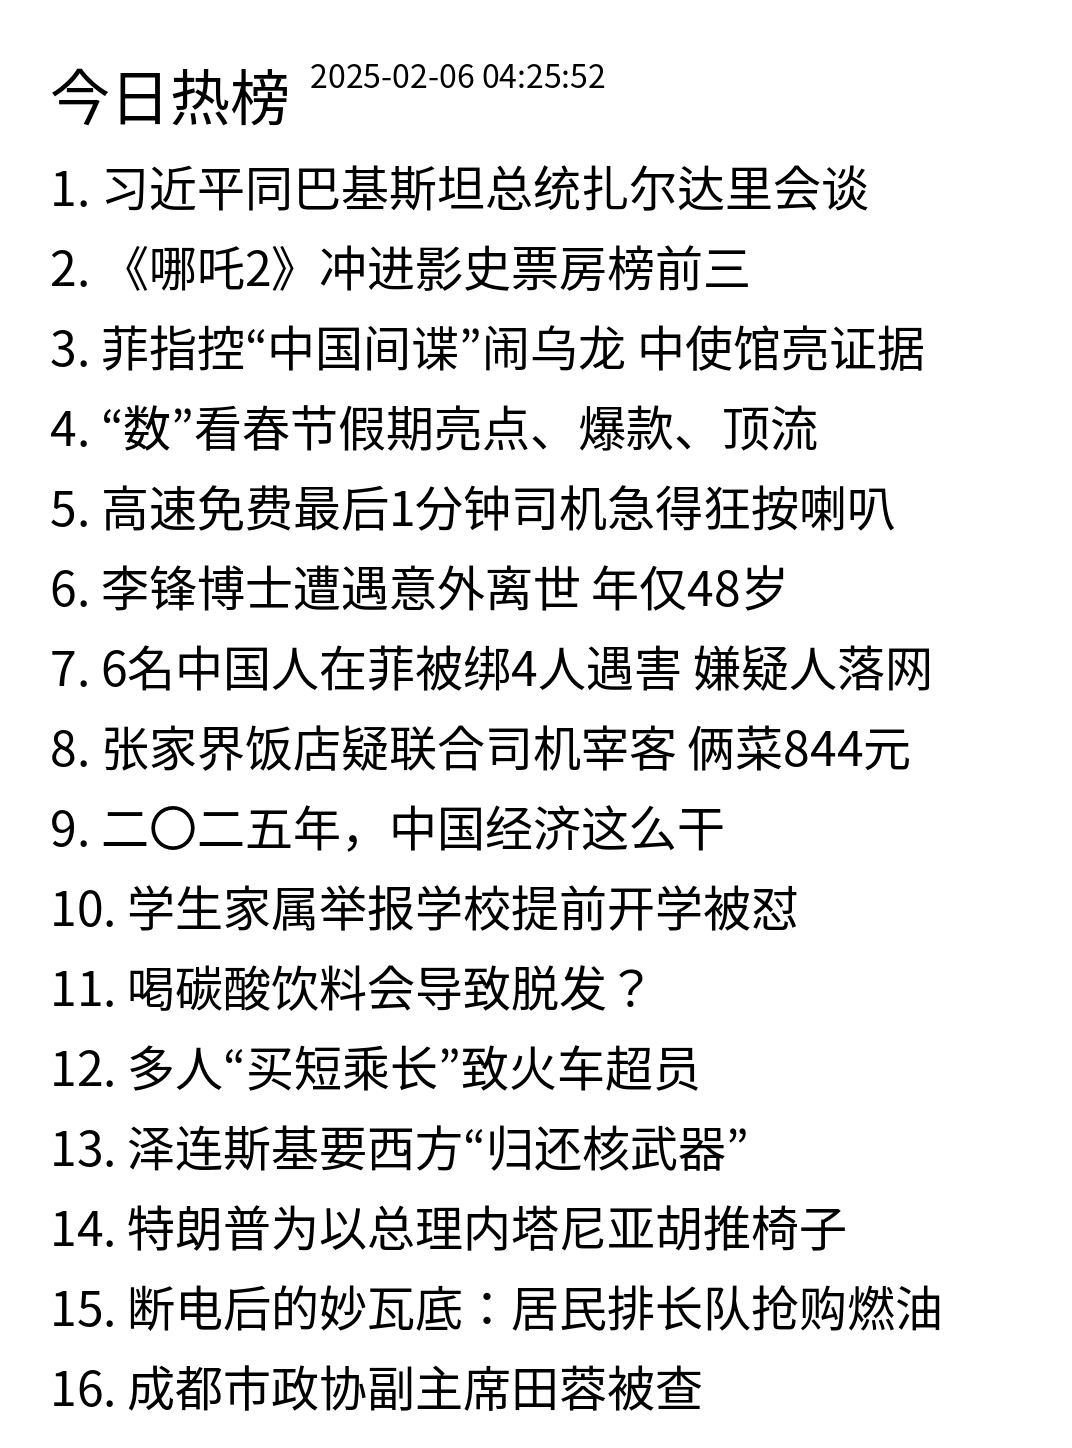 今日热榜 2025-02-06 04:25:52
1. 习近平同巴基斯坦总统扎尔达里会谈
2. 《哪吒2》冲进影史票房榜前三
3. 菲指控“中国间谍”闹乌龙 中使馆亮证据
4. “数”看春节假期亮点、爆款、顶流
5. 高速免费最后1分钟司机急得狂按喇叭
6. 李锋博士遭遇意外离世 年仅48岁
7. 6名中国人在菲被绑4人遇害 嫌疑人落网
8. 张家界饭店疑联合司机宰客 俩菜844元
9. 二〇二五年，中国经济这么干
10. 学生家属举报学校提前开学被怼
11. 喝碳酸饮料会导致脱发？
12. 多人“买短乘长”致火车超员
13. 泽连斯基要西方“归还核武器”
14. 特朗普为以总理内塔尼亚胡推椅子
15. 断电后的妙瓦底：居民排长队抢购燃油
16. 成都市政协副主席田蓉被查